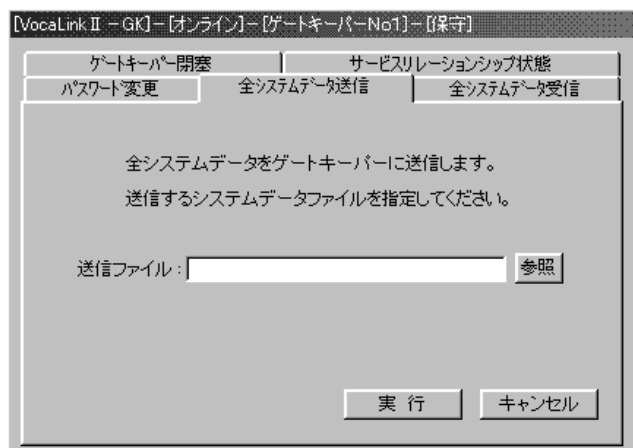 [VocaLinkⅡ－GK]－[オンライン]－[ゲートキーパーNo1]－[保守]
ゲートキーパー閉塞
サービスリレーションシップ状態
パスワード変更
全システムデータ送信
全システムデータ受信
全システムデータをゲートキーパーに送信します。
送信するシステムデータファイルを指定してください。
送信ファイル：
参照
実 行
キャンセル